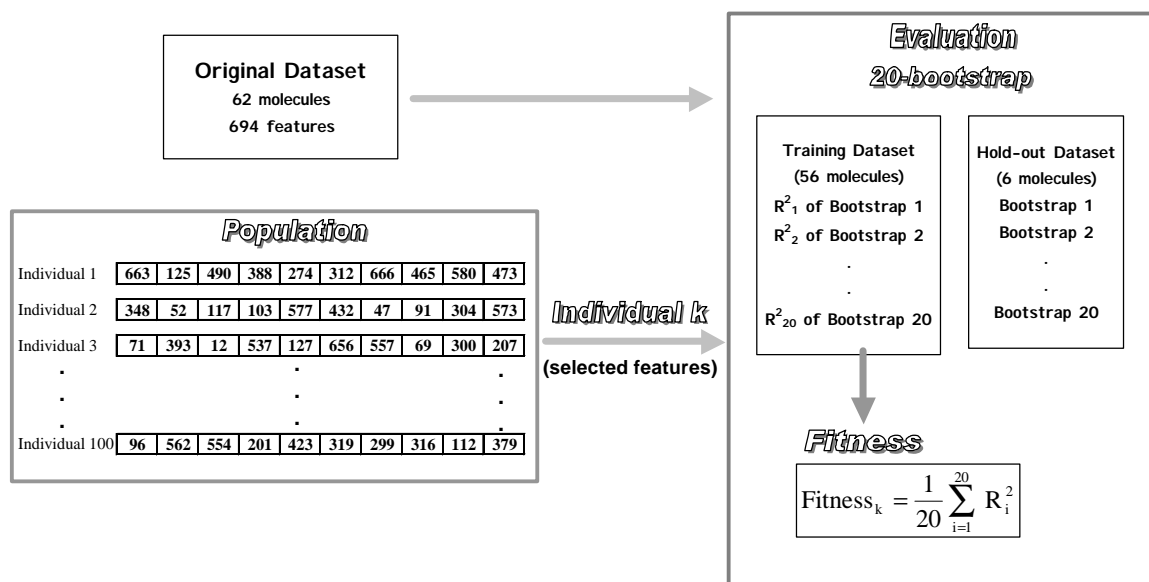 Original Dataset
62 molecules
694 features
Population
Individual 1 663 125 490 388 274 312 666 465 580 473
Individual 2 348 52 117 103 577 432 47 91 304 573
Individual 3 71 393 12 537 127 656 557 69 300 207
. . .
. . .
. . .
Individual 100 96 562 554 201 423 319 299 316 112 379
Individual k
(selected features)
Evaluation
20-bootstrap
Training Dataset
(56 molecules)
R²₁ of Bootstrap 1
R²₂ of Bootstrap 2
.
.
R²₂₀ of Bootstrap 20
Hold-out Dataset
(6 molecules)
Bootstrap 1
Bootstrap 2
.
.
Bootstrap 20
Fitness
Fitnessₖ = 1/20 ∑_{i=1}^{20} R_i^2